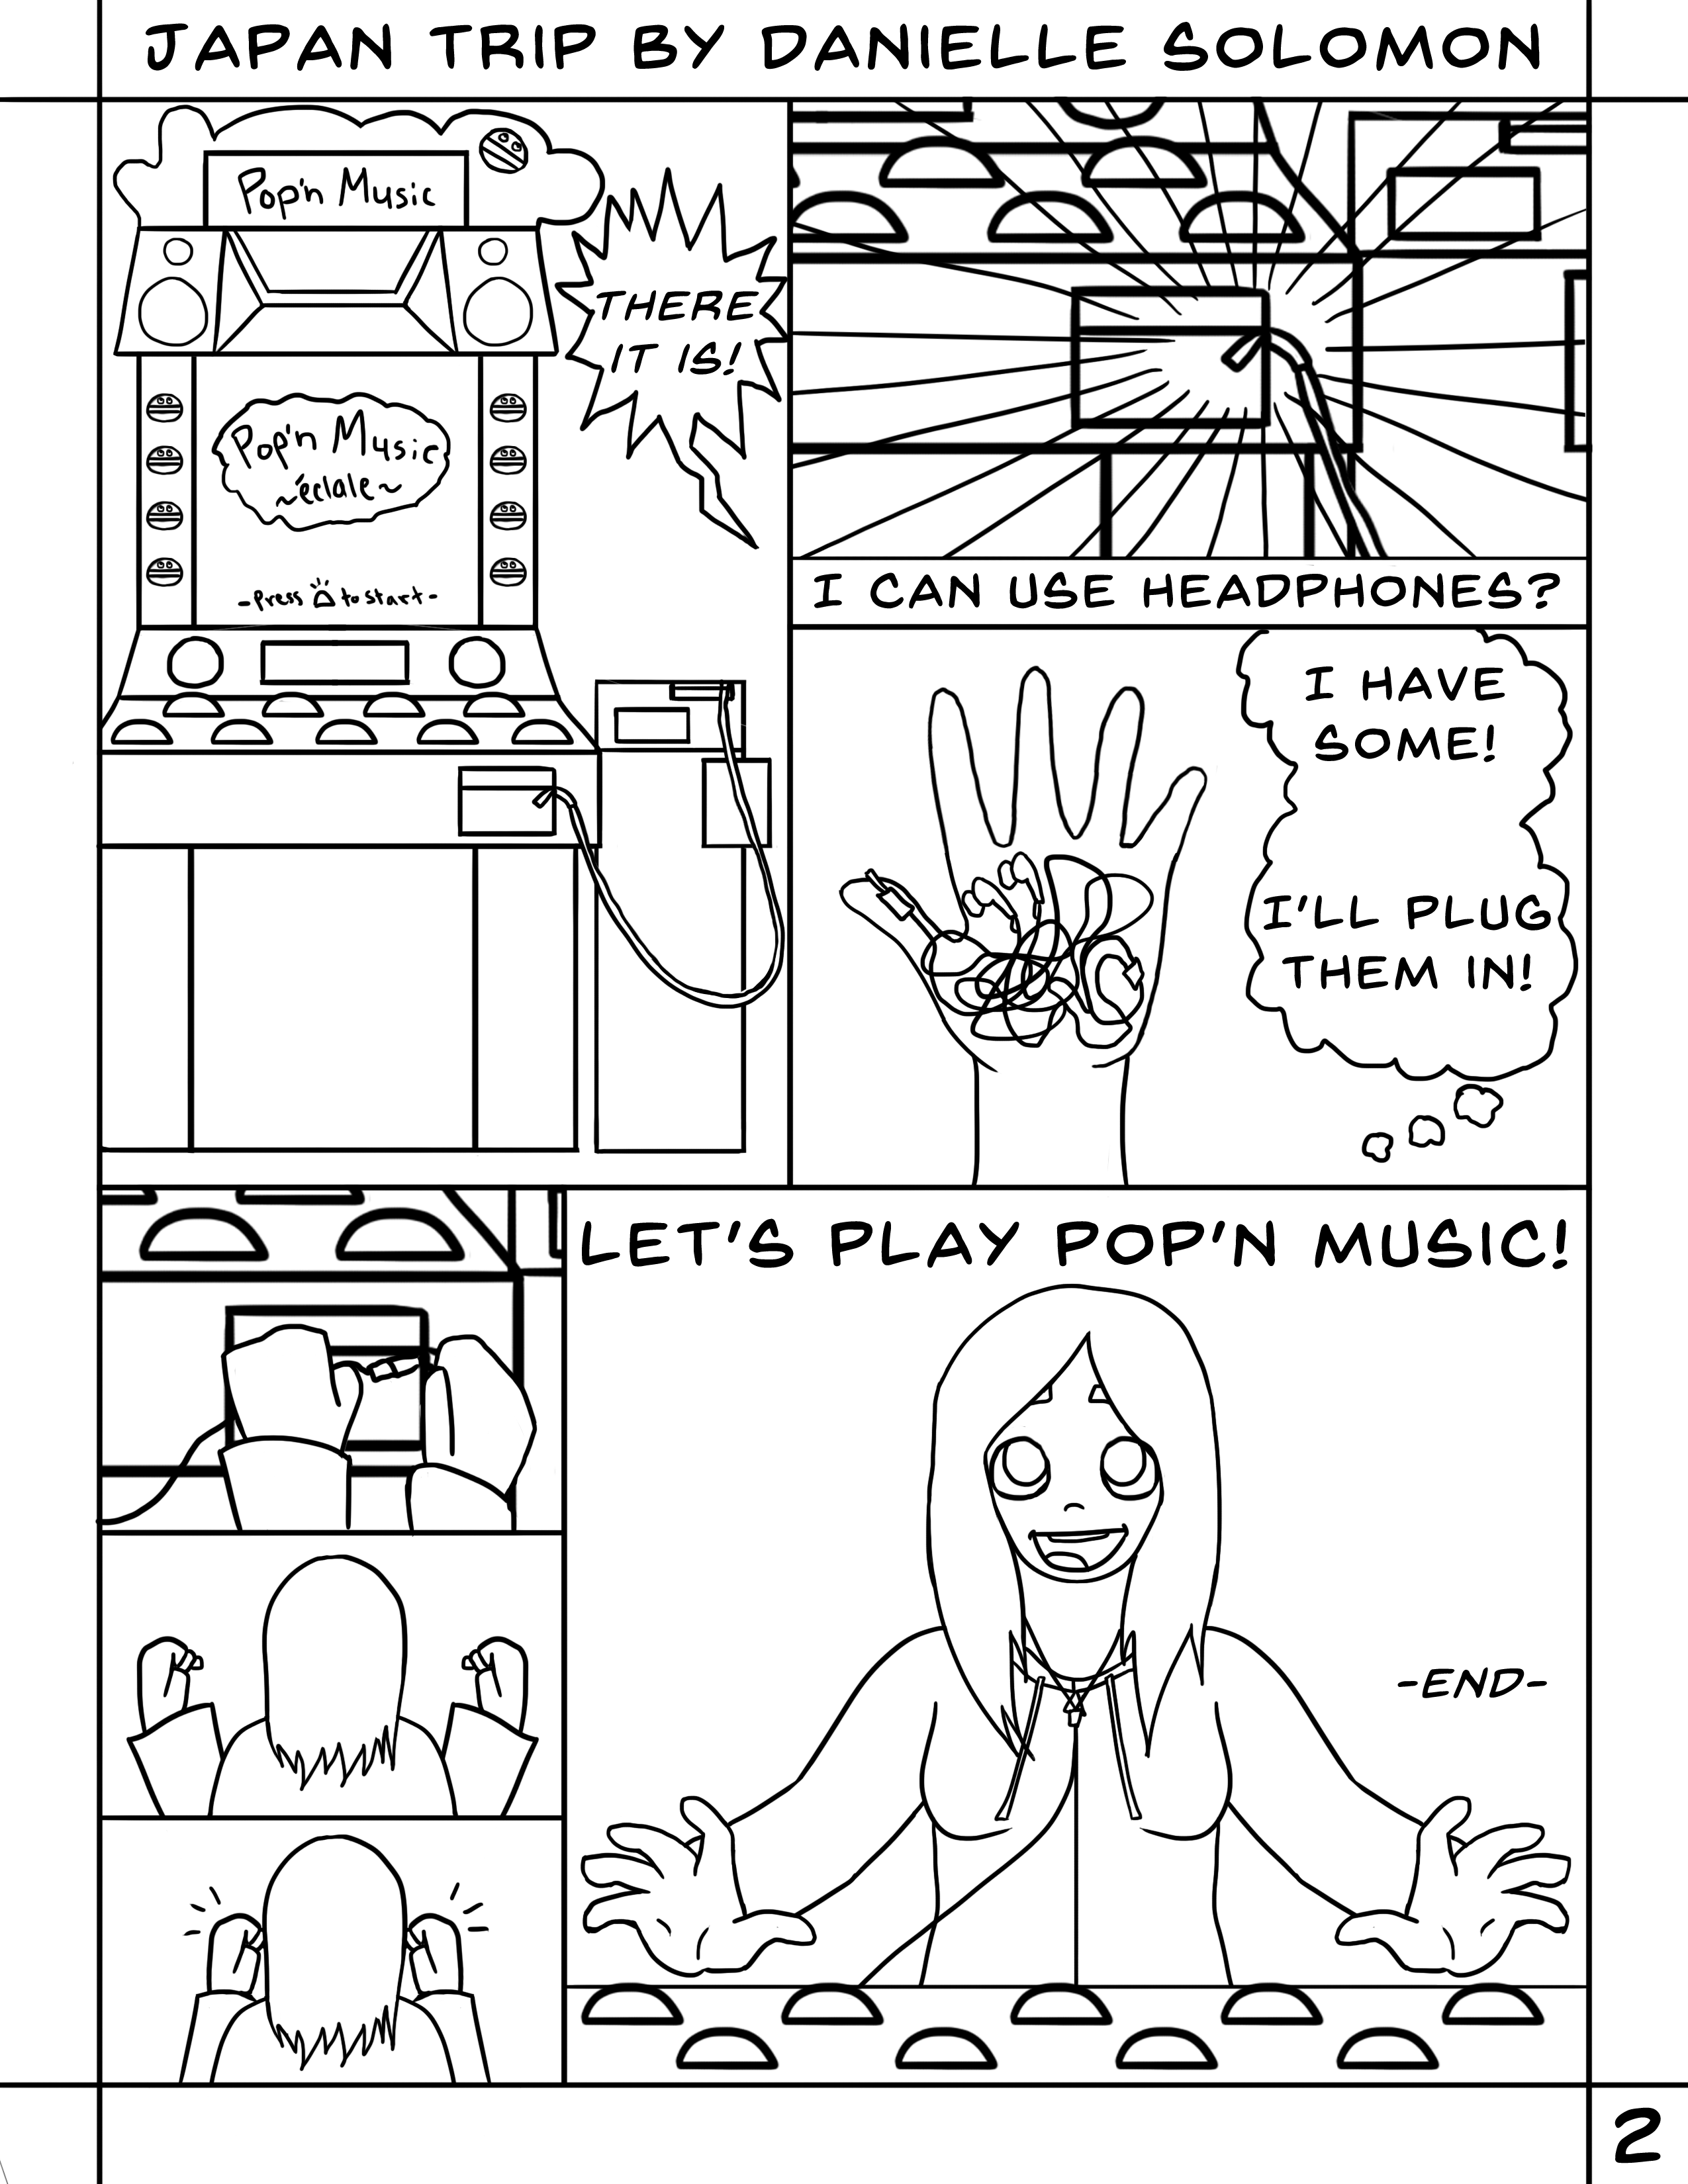 JAPAN TRIP BY DANIELLE SOLOMON
Pop'n Music
THERE
IT IS!
Pop'n Music
~éclale~
-Press to start-
I CAN USE HEADPHONES?
I HAVE
SOME!
I'LL PLUG
THEM IN!
LET'S PLAY POP'N MUSIC!
-END-
2